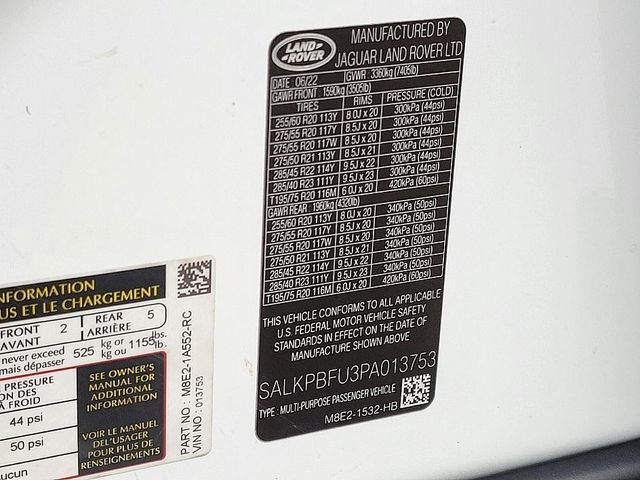 LAND
ROVER
MANUFACTURED BY
JAGUAR LAND ROVER LTD
DATE 06/22 GVWR 3360kg (7405lb)
GAWR FRONT 1590kg (3505lb)
TIRES RIMS PRESSURE (COLD)
255/60 R20 113Y 8.0J x 20 300kPa (44psi)
275/55 R20 117Y 8.5J x 20 300kPa (44psi)
275/55 R20 117W 8.5J x 20 300kPa (44psi)
275/50 R21 113Y 8.5J x 21 300kPa (44psi)
285/45 R22 114Y 9.5J x 22 300kPa (44psi)
285/40 R23 111Y 9.5J x 23 300kPa (44psi)
T195/75 R20 116M 6.0J x 20 420kPa (60psi)
GAWR REAR 1960kg (4320lb)
255/60 R20 113Y 8.0J x 20 340kPa (50psi)
275/55 R20 117Y 8.5J x 20 340kPa (50psi)
275/55 R20 117W 8.5J x 20 340kPa (50psi)
275/50 R21 113Y 8.5J x 21 340kPa (50psi)
285/45 R22 114Y 9.5J x 22 340kPa (50psi)
285/40 R23 111Y 9.5J x 23 340kPa (50psi)
T195/75 R20 116M 6.0J x 20 420kPa (60psi)
THIS VEHICLE CONFORMS TO ALL APPLICABLE
U.S. FEDERAL MOTOR VEHICLE SAFETY
STANDARDS IN EFFECT ON THE DATE OF
MANUFACTURE SHOWN ABOVE
SALKPBFU3PA013753
TYPE : MULTI-PURPOSE PASSENGER VEHICLE
M8E2-1532-HB
NFORMATION
US ET LE CHARGEMENT
FRONT 2 REAR 5
AVANT ARRIÈRE
never exceed 525 kg or 1155 lbs.
mais dépasser kg ou lb.
PRESSURE
À FROID
44 psi
50 psi
ucun
SEE OWNER'S
MANUAL FOR
ADDITIONAL
INFORMATION
VOIR LE MANUEL
DE L'USAGER
POUR PLUS DE
RENSEIGNEMENTS
PART NO : M8E2-1A552-RC
VIN NO : 013753